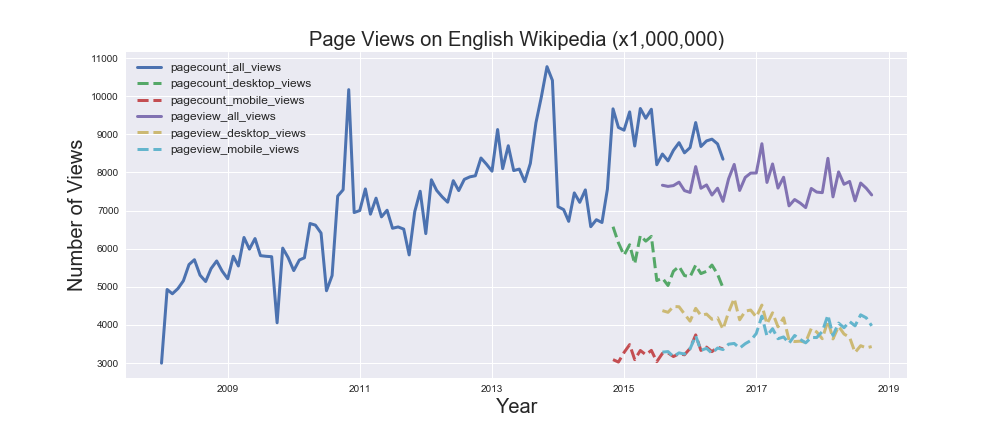 Page Views on English Wikipedia (x1,000,000)
11000
10000
9000
8000
7000
6000
5000
4000
3000
Number of Views
pagecount_all_views
pagecount_desktop_views
pagecount_mobile_views
pageview_all_views
pageview_desktop_views
pageview_mobile_views
2009 2011 2013 2015 2017 2019
Year